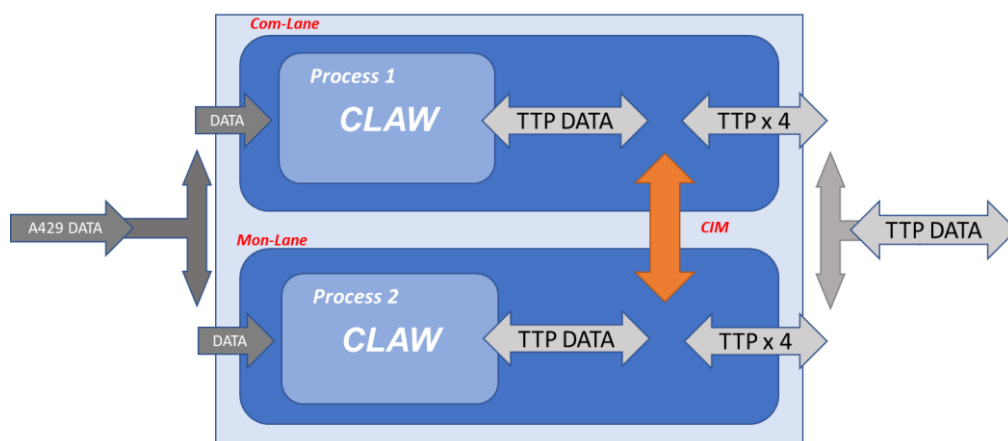 Com-Lane
Process 1
CLAW
DATA
TTP DATA
TTP x 4
A429 DATA
CIM
TTP DATA
Mon-Lane
Process 2
CLAW
DATA
TTP DATA
TTP x 4